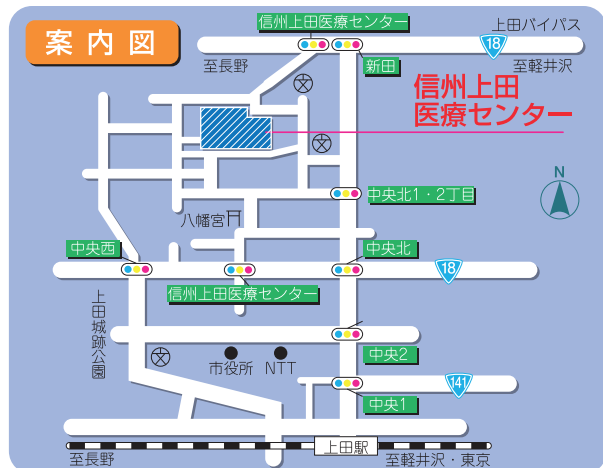 案内図
信州上田医療センター
上田バイパス
18
至長野
新田
至軽井沢
信州上田
医療センター
文
文
N
中央北1・2丁目
八幡宮
中央西
中央北
18
信州上田医療センター
上田城跡公園
文
市役所
NTT
中央2
141
中央1
上田駅
至長野
至軽井沢・東京